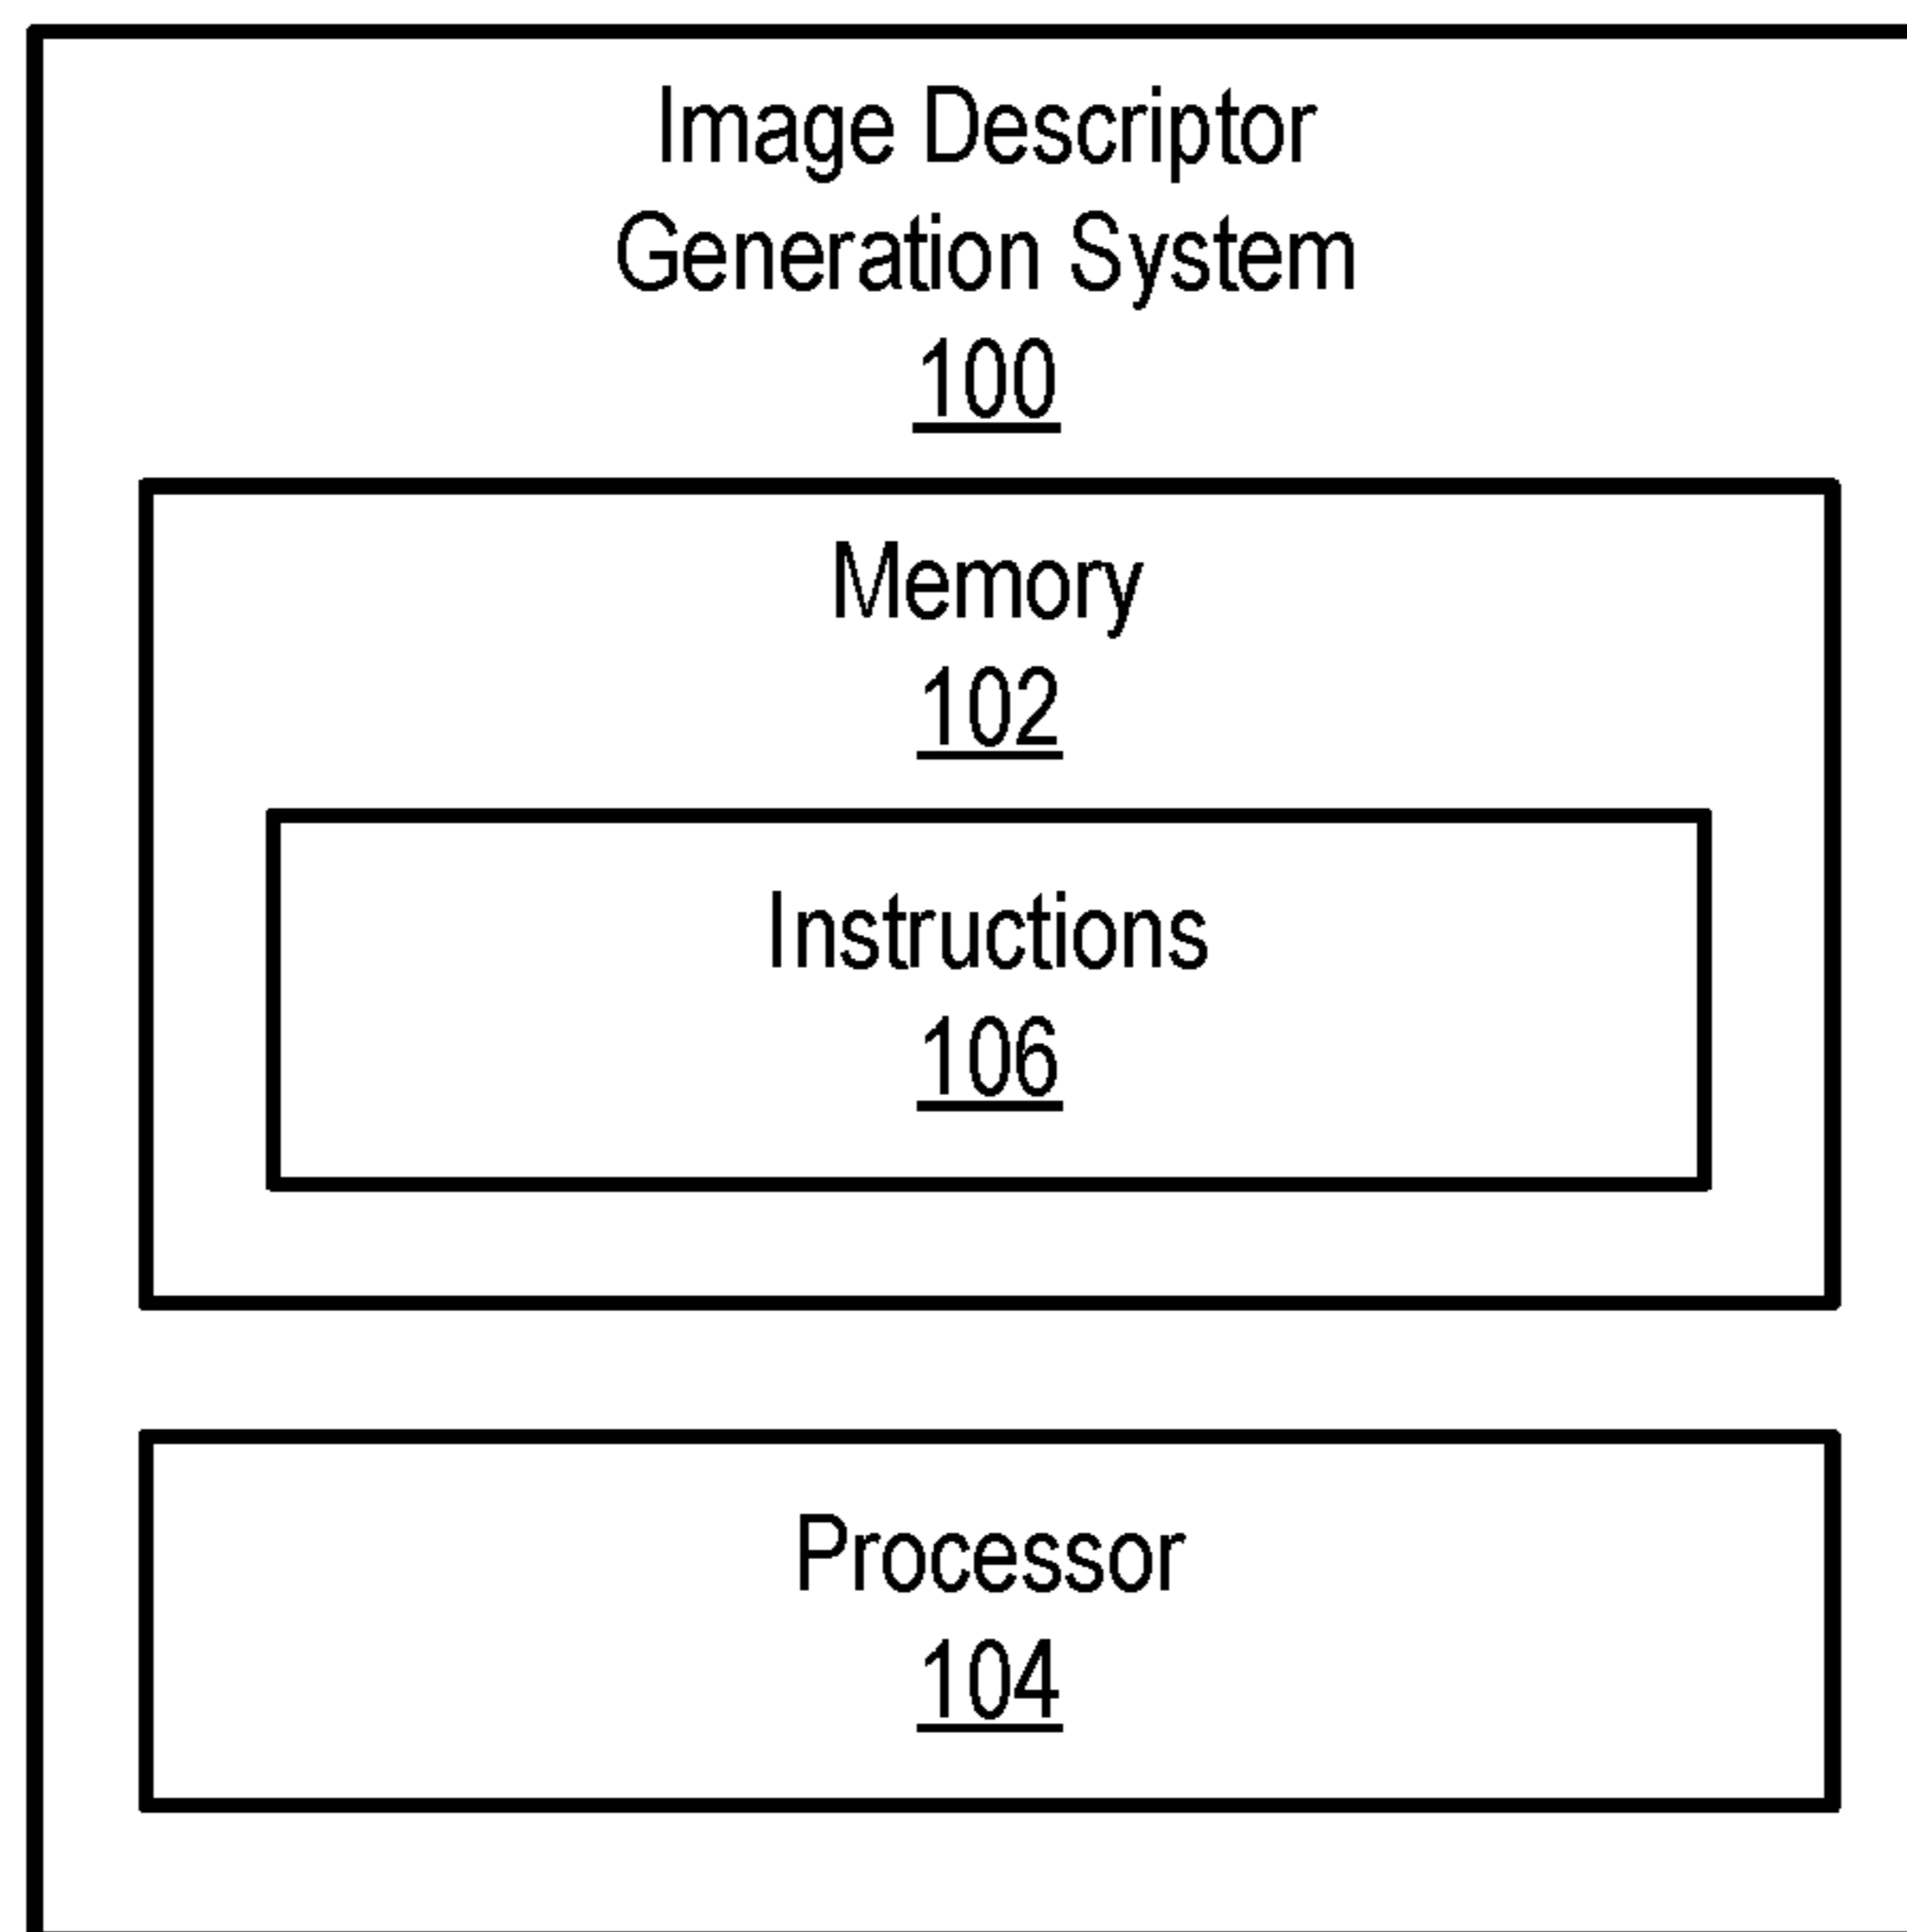 Image Descriptor
Generation System
100
Memory
102
Instructions
106
Processor
104